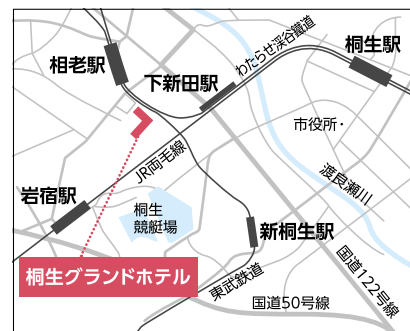 相老駅
下新田駅
わたらせ渓谷鐵道
桐生駅
市役所・
JR両毛線
渡良瀬川
岩宿駅
桐生
競艇場
新桐生駅
桐生グランドホテル
東武鉄道
国道50号線
国道122号線